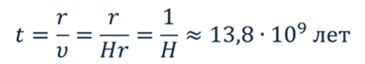 t = r/υ = r/Hr = 1/H ≈ 13,8 · 10⁹ лет